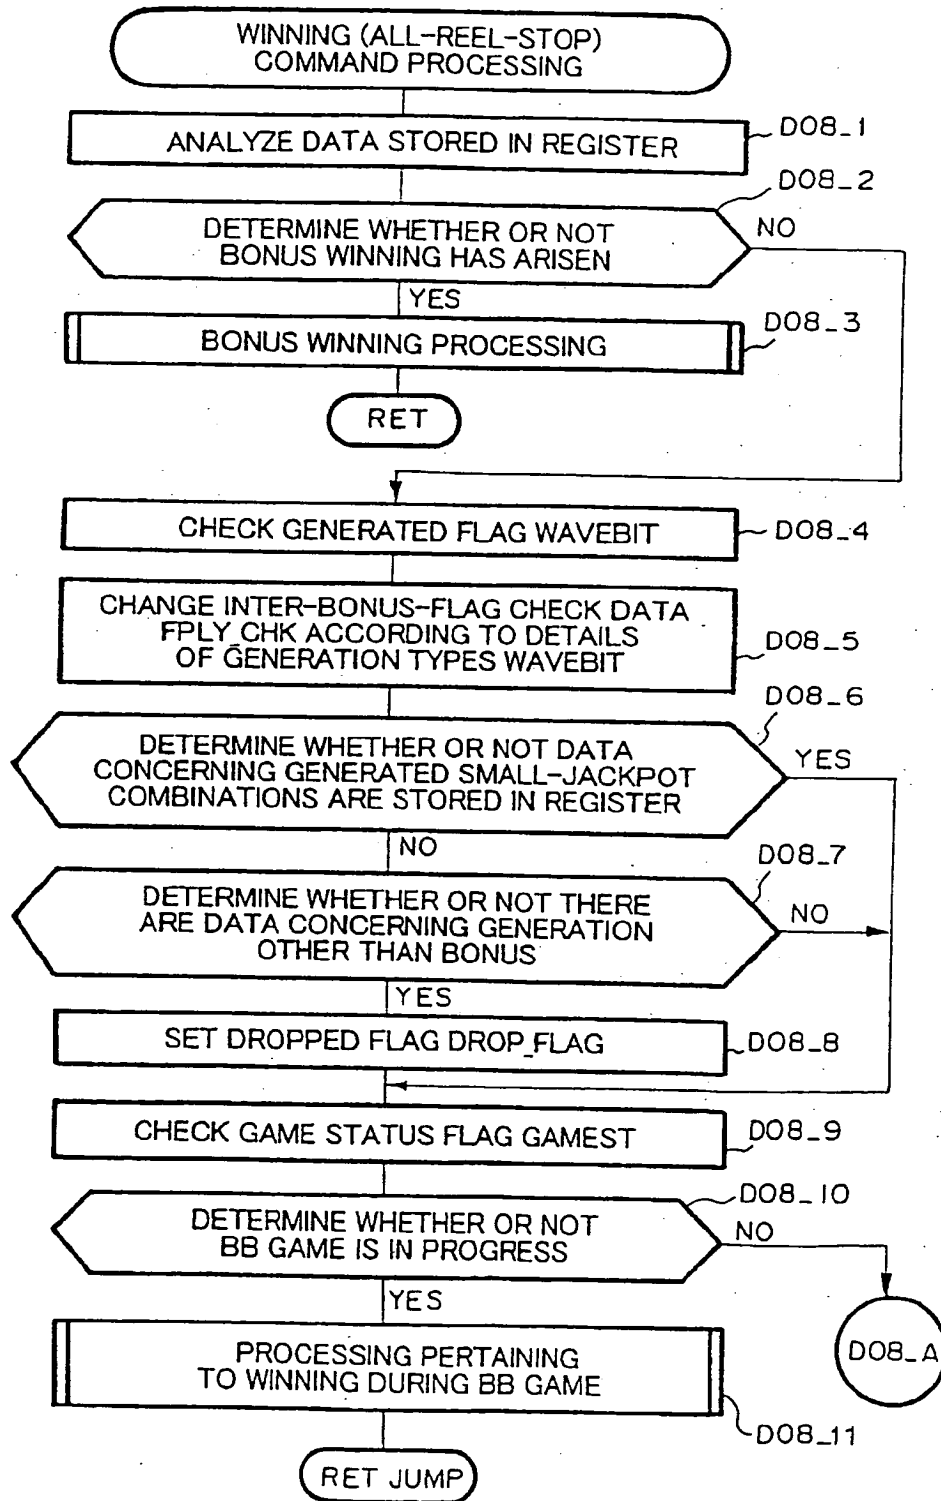 WINNING (ALL-REEL-STOP)
COMMAND PROCESSING
ANALYZE DATA STORED IN REGISTER
D08_1
D08_2
DETERMINE WHETHER OR NOT
BONUS WINNING HAS ARISEN
NO
YES
D08_3
BONUS WINNING PROCESSING
RET
CHECK GENERATED FLAG WAVEBIT
D08_4
CHANGE INTER-BONUS-FLAG CHECK DATA
FPLY_CHK ACCORDING TO DETAILS
OF GENERATION TYPES WAVEBIT
D08_5
D08_6
DETERMINE WHETHER OR NOT DATA
CONCERNING GENERATED SMALL-JACKPOT
COMBINATIONS ARE STORED IN REGISTER
YES
NO
D08_7
DETERMINE WHETHER OR NOT THERE
ARE DATA CONCERNING GENERATION
OTHER THAN BONUS
NO
YES
SET DROPPED FLAG DROP_FLAG
D08_8
CHECK GAME STATUS FLAG GAMEST
D08_9
D08_10
DETERMINE WHETHER OR NOT
BB GAME IS IN PROGRESS
NO
YES
D08_A
PROCESSING PERTAINING
TO WINNING DURING BB GAME
D08_11
RET JUMP